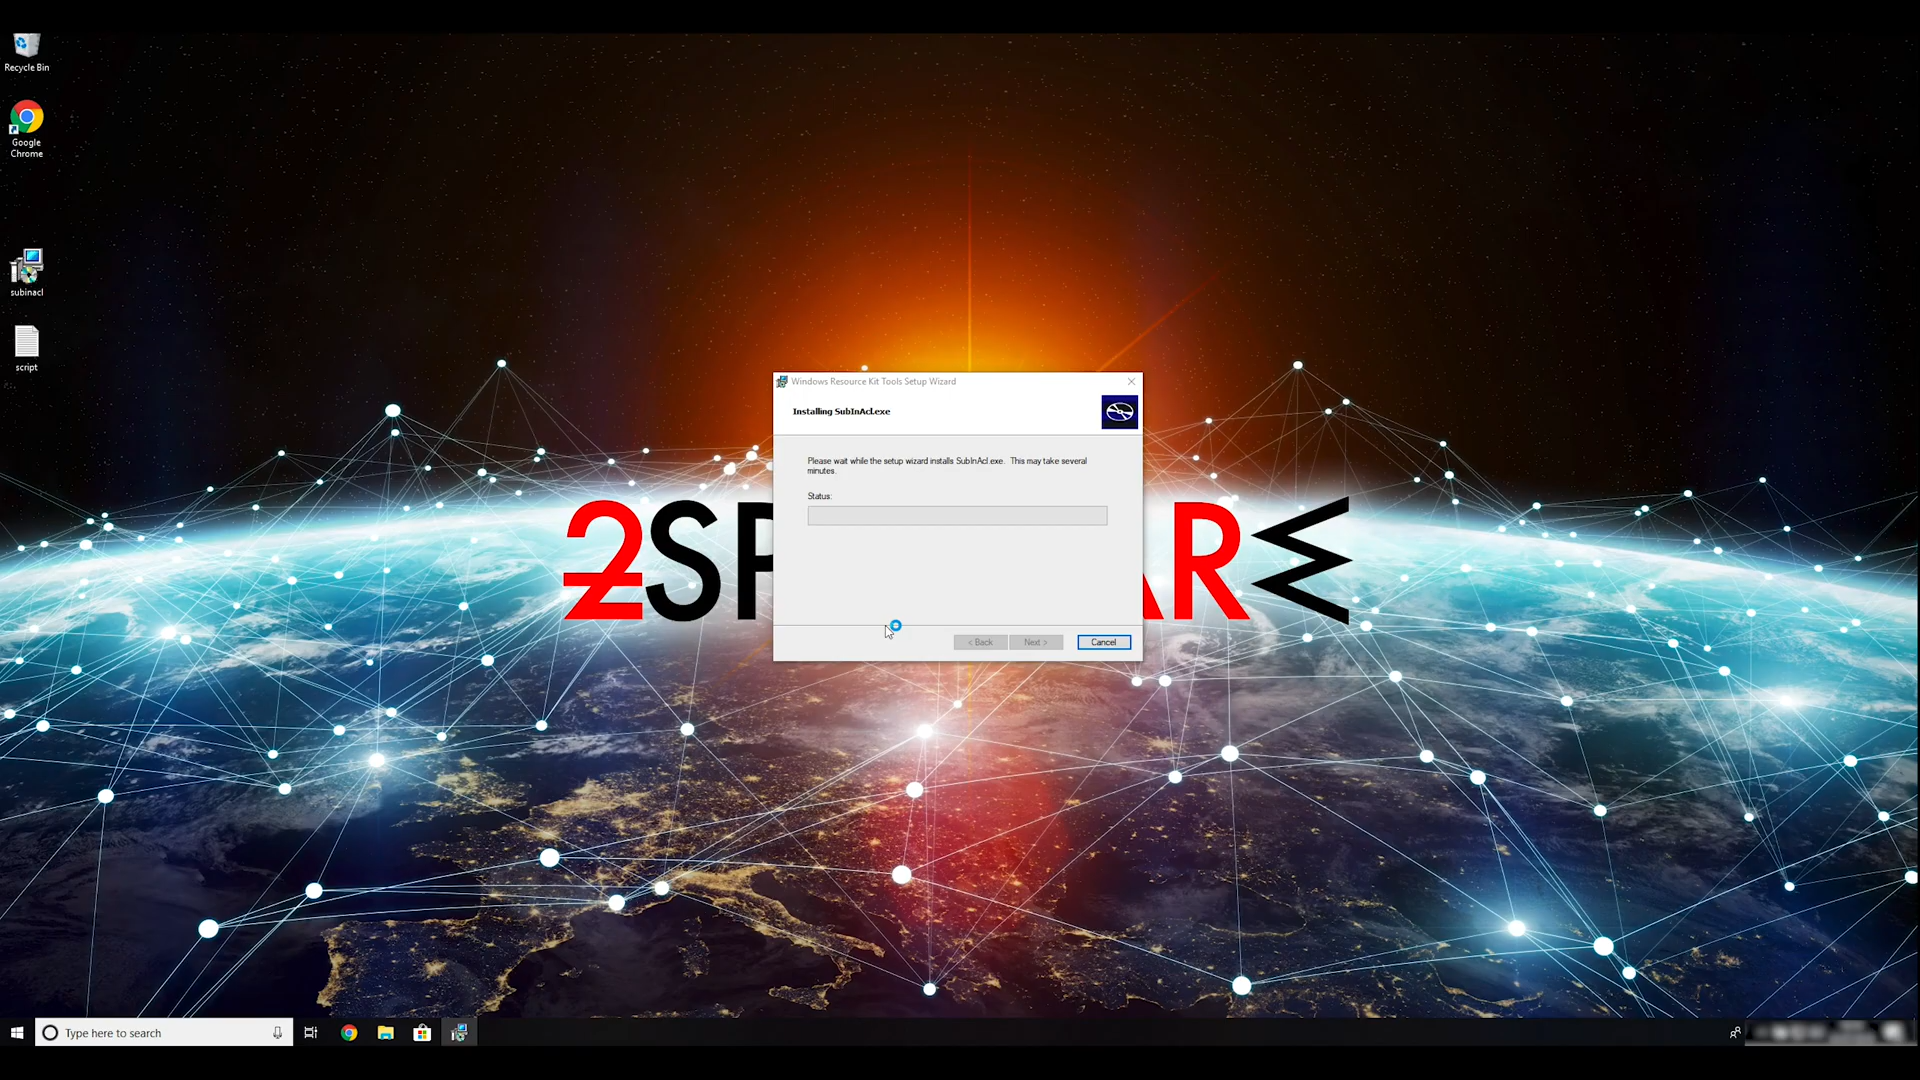 Recycle Bin
Google
Chrome
subinacl
script
Windows Resource Kit Tools Setup Wizard
Installing SubInAcl.exe
Please wait while the setup wizard installs SubInAcl.exe. This may take several
minutes.
Status:
< Back
Next >
Cancel
2SP
R
Type here to search